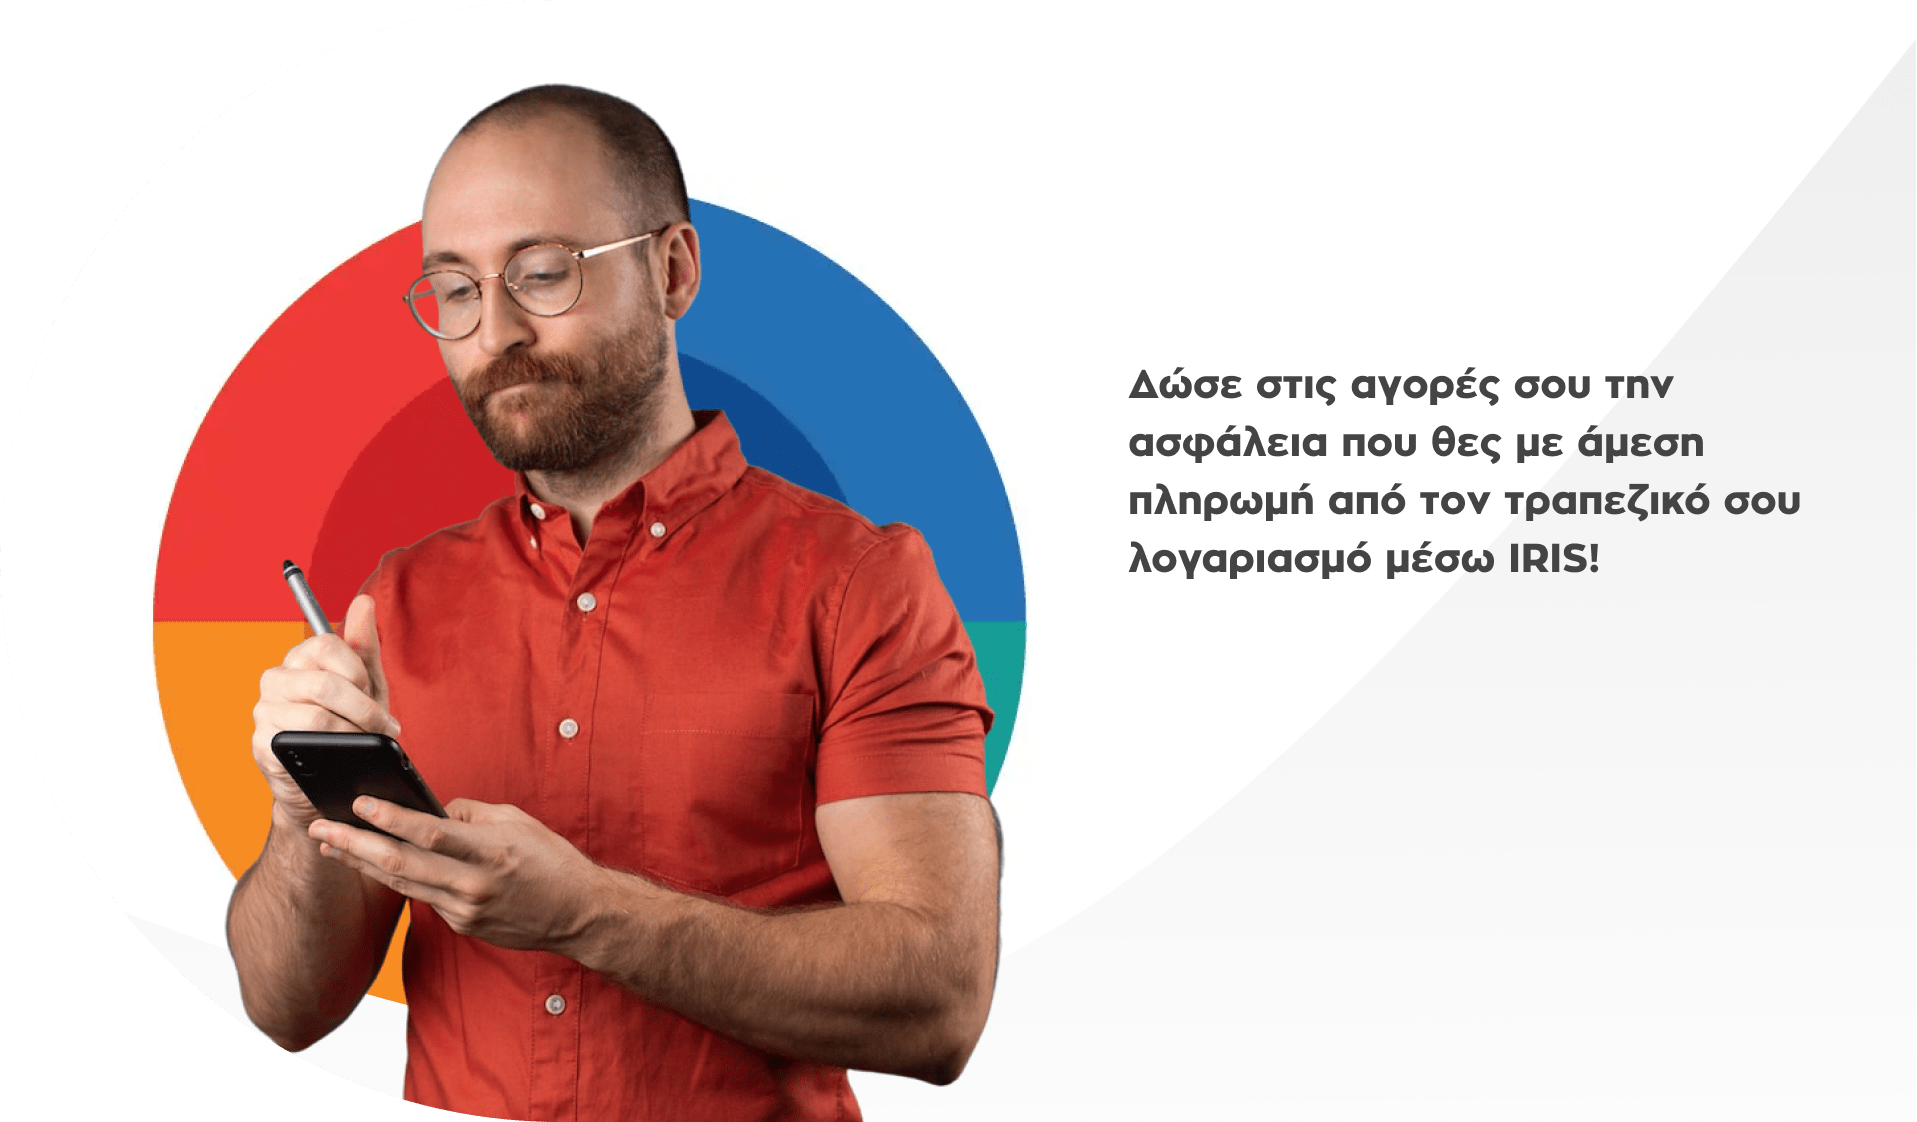 Δώσε στις αγορές σου την
ασφάλεια που θες με άμεση
πληρωμή από τον τραπεζικό σου
λογαριασμό μέσω IRIS!